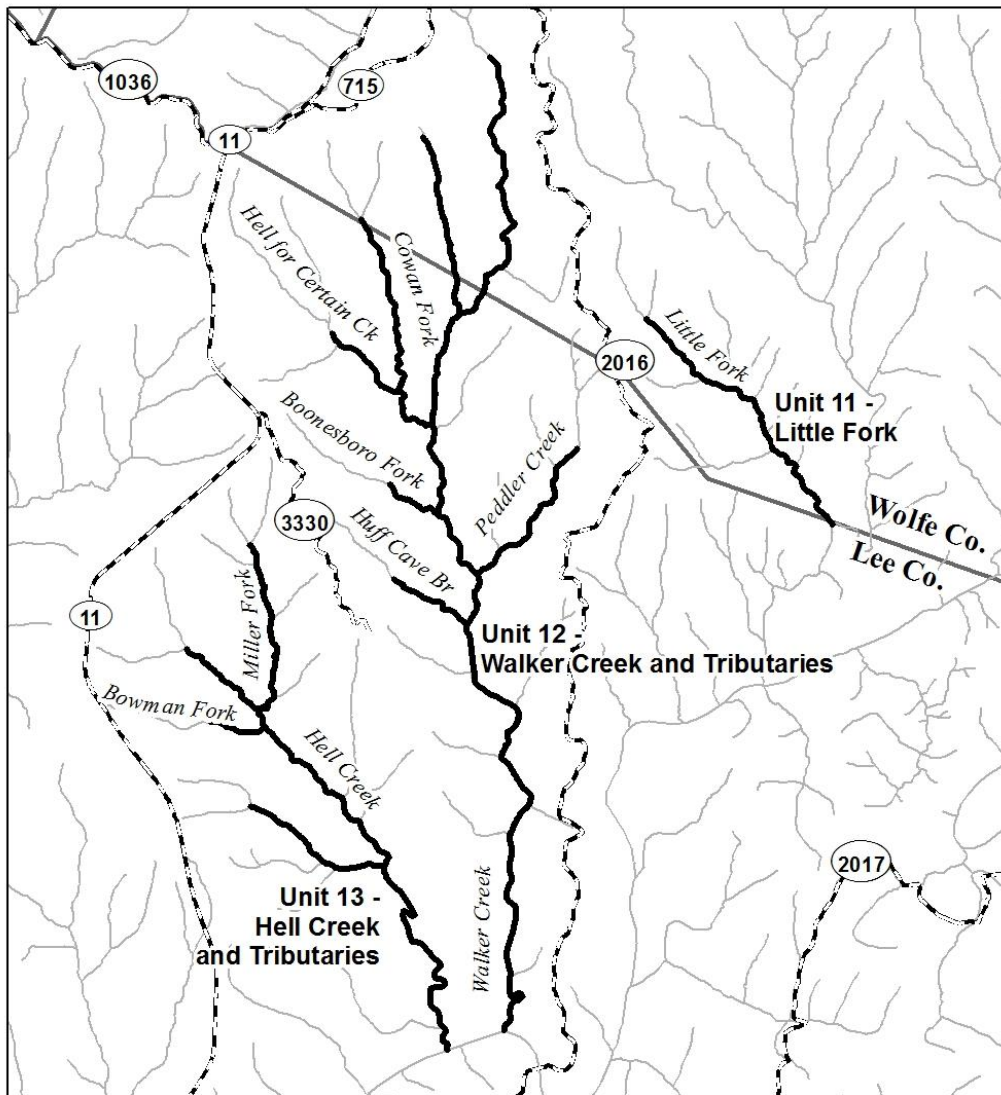 1036
715
11
Hell for Certain Ck
Cowan Fork
2016
Little Fork
Unit 11 -
Little Fork
Boonesboro Fork
Peddler Creek
3330
Huff Cave Br
Wolfe Co.
Lee Co.
11
Miller Fork
Unit 12 -
Walker Creek and Tributaries
Bowman Fork
Hell Creek
2017
Unit 13 -
Hell Creek
and Tributaries
Walker Creek